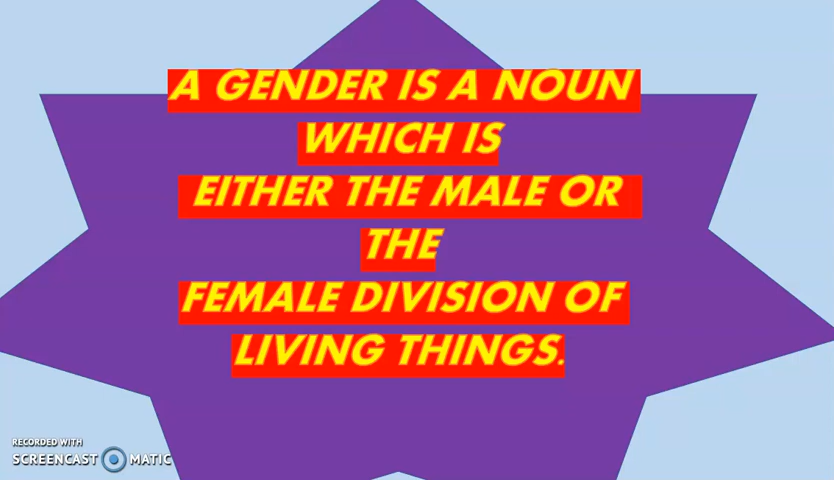 A GENDER IS A NOUN
WHICH IS
EITHER THE MALE OR
THE
FEMALE DIVISION OF
LIVING THINGS.
RECORDED WITH
SCREENCAST MATIC